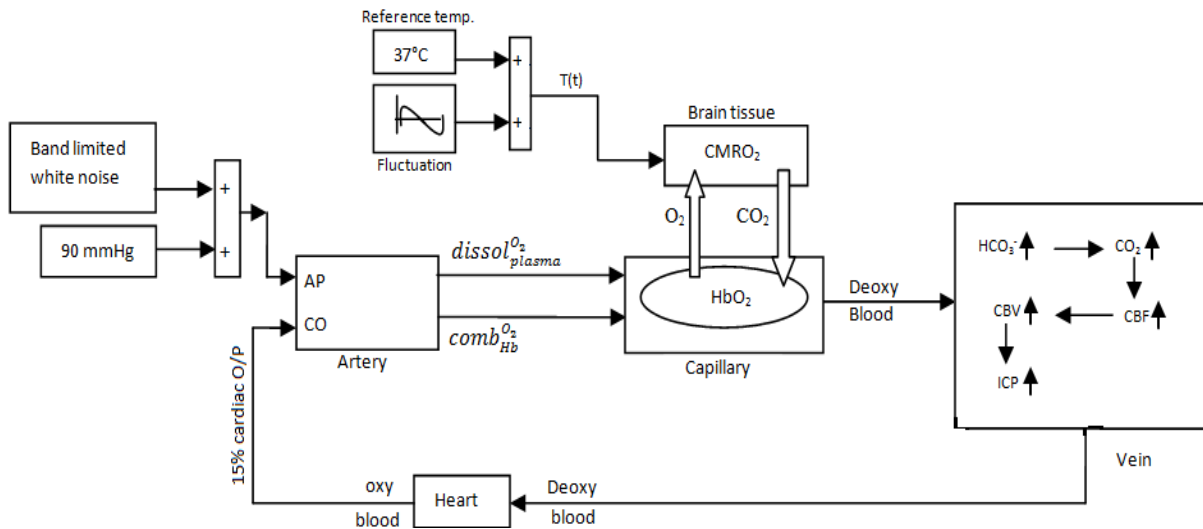 Reference temp.
37°C
+
+
T(t)
Fluctuation
Brain tissue
CMRO₂
O₂
CO₂
Band limited
white noise
+
90 mmHg
+
AP
CO
Artery
dissol_{plasma}^{O₂}
comb_{Hb}^{O₂}
HbO₂
Capillary
Deoxy
Blood
HCO₃⁻
CO₂
CBV
CBF
ICP
Vein
15% cardiac O/P
oxy
blood
Heart
Deoxy
blood